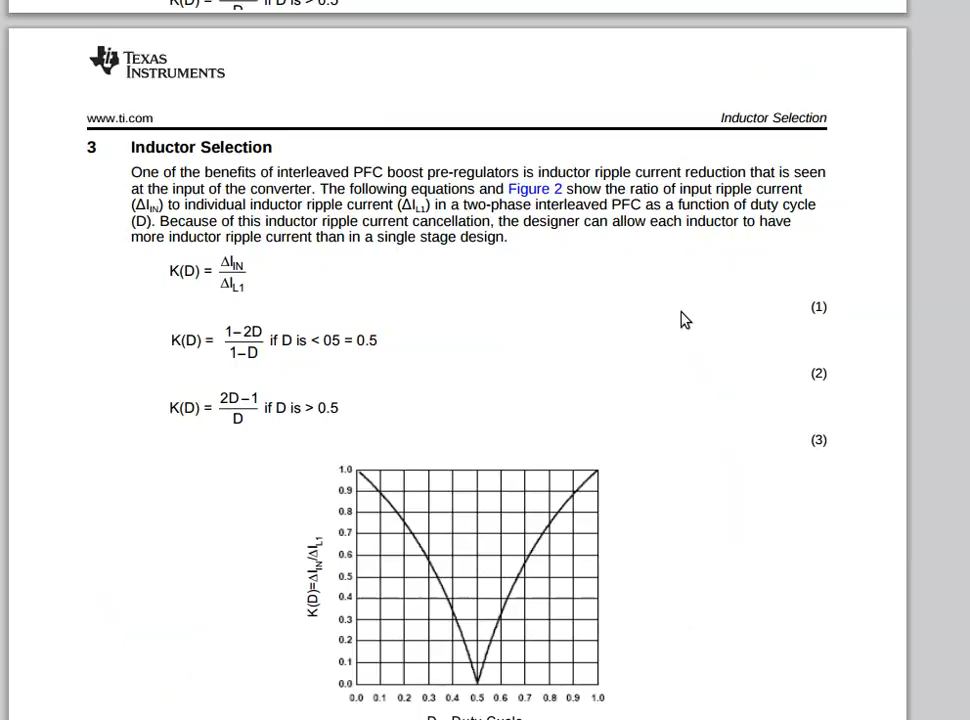 K(D) = D if D is > 0.5
TEXAS
INSTRUMENTS
www.ti.com
Inductor Selection
3 Inductor Selection
One of the benefits of interleaved PFC boost pre-regulators is inductor ripple current reduction that is seen
at the input of the converter. The following equations and Figure 2 show the ratio of input ripple current
(ΔIIN) to individual inductor ripple current (ΔIL1) in a two-phase interleaved PFC as a function of duty cycle
(D). Because of this inductor ripple current cancellation, the designer can allow each inductor to have
more inductor ripple current than in a single stage design.
K(D) = ΔIIN / ΔIL1
(1)
K(D) = 1–2D / 1–D if D is < 05 = 0.5
(2)
K(D) = 2D–1 / D if D is > 0.5
(3)
K(D)=ΔIIN/ΔIL1
1.0
0.9
0.8
0.7
0.6
0.5
0.4
0.3
0.2
0.1
0.0
0.0 0.1 0.2 0.3 0.4 0.5 0.6 0.7 0.8 0.9 1.0
D – Duty Cycle